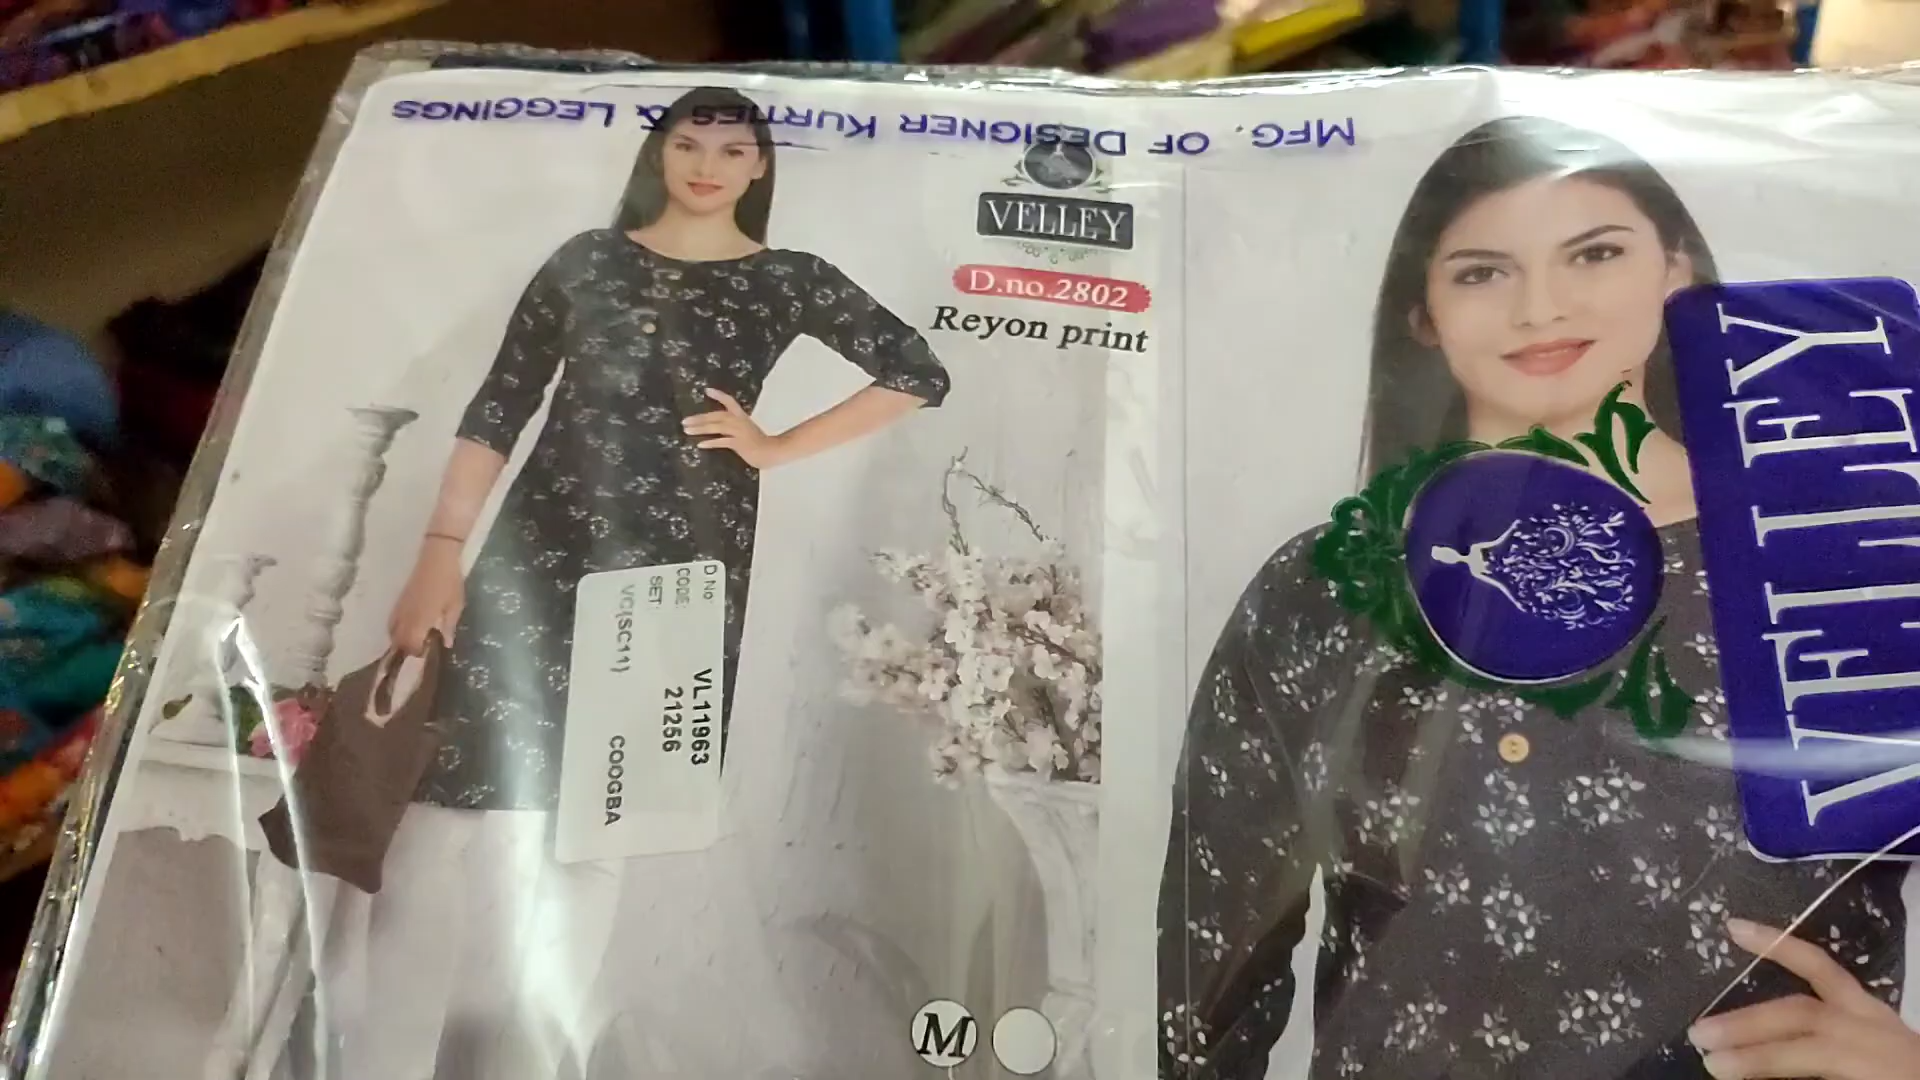 MFG. OF DESIGNER KURTIES & LEGGINGS
VELLEY
D.no.2802
Reyon print
D No: VL11963
CODE: 21256
SET:
VC(SC11) COOGBA
M
VELLEY